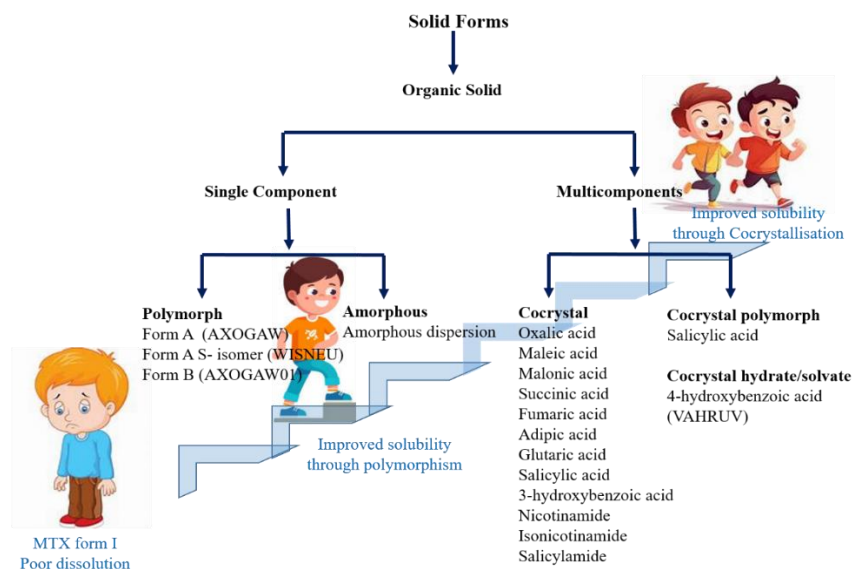 Solid Forms
Organic Solid
Single Component
Multicomponents
Improved solubility
through Cocrystallisation
Polymorph
Form A (AXOGAW)
Form A S- isomer (WISNEU)
Form B (AXOGAW01)
Amorphous
Amorphous dispersion
Cocrystal
Oxalic acid
Maleic acid
Malonic acid
Succinic acid
Fumaric acid
Adipic acid
Glutaric acid
Salicylic acid
3-hydroxybenzoic acid
Nicotinamide
Isonicotinamide
Salicylamide
Cocrystal polymorph
Salicylic acid
Cocrystal hydrate/solvate
4-hydroxybenzoic acid
(VAHRUV)
Improved solubility
through polymorphism
MTX form I
Poor dissolution